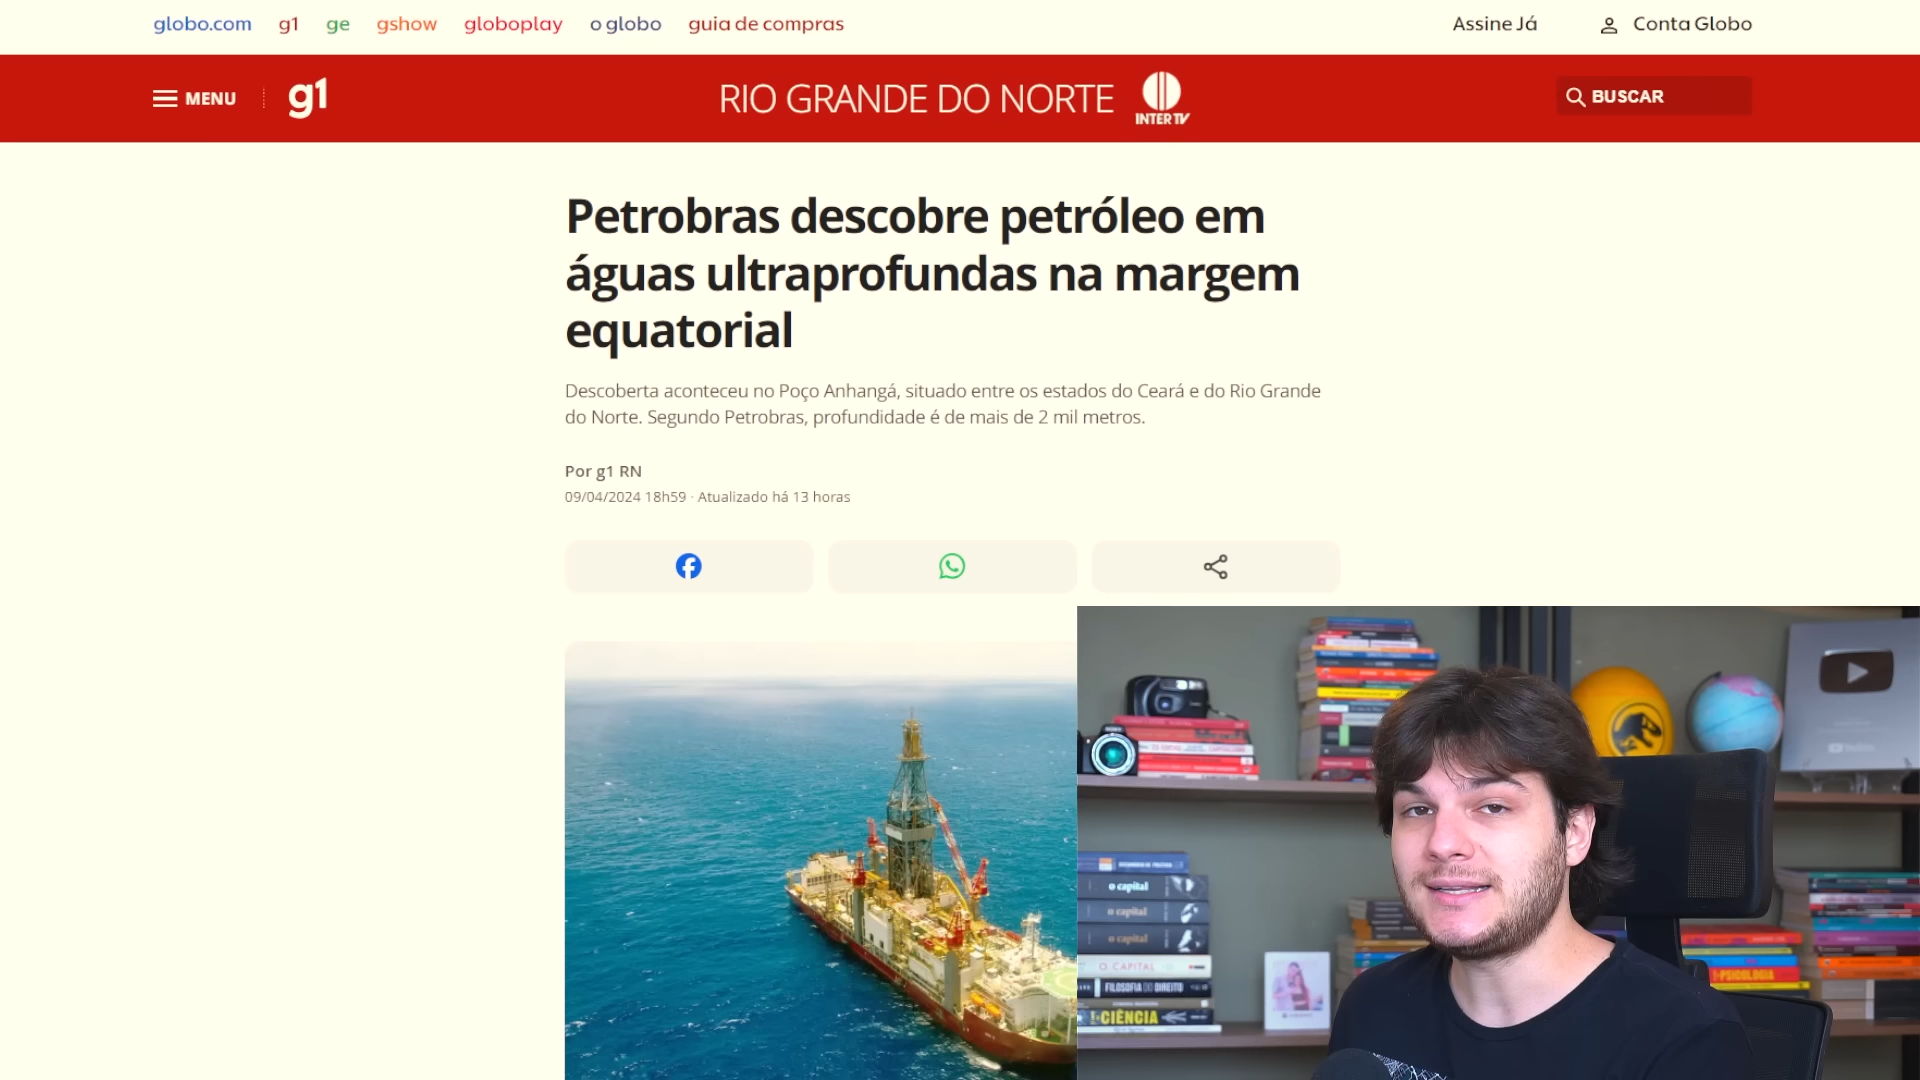 globo.com g1 ge gshow globoplay o globo guia de compras Assine Já Conta Globo
MENU g1 RIO GRANDE DO NORTE INTER TV BUSCAR
Petrobras descobre petróleo em
águas ultraprofundas na margem
equatorial
Descoberta aconteceu no Poço Anhangá, situado entre os estados do Ceará e do Rio Grande
do Norte. Segundo Petrobras, profundidade é de mais de 2 mil metros.
Por g1 RN
09/04/2024 18h59 · Atualizado há 13 horas
o capital
o capital
o capital
O CAPITAL
FILOSOFIA DO DIREITO
CIÊNCIA
PSICOLOGIA